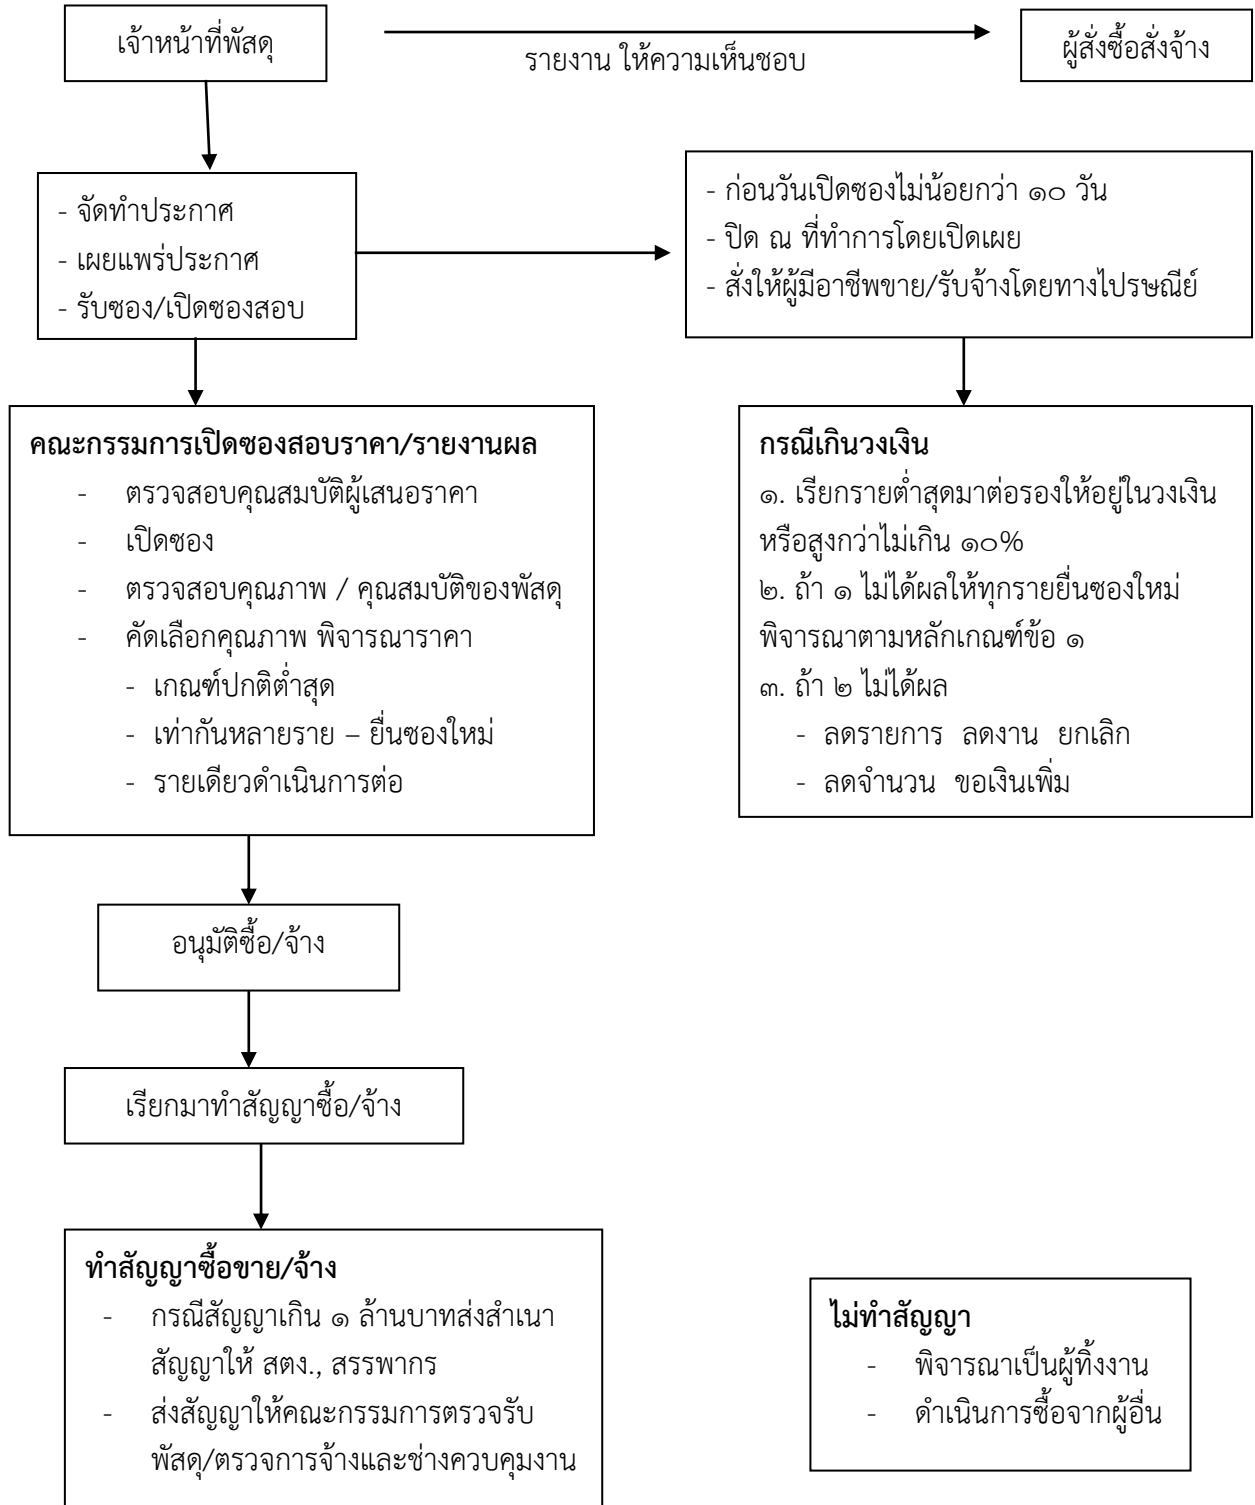 เจ้าหน้าที่พัสดุ
รายงาน ให้ความเห็นชอบ
ผู้สั่งซื้อสั่งจ้าง
- จัดทำประกาศ
- เผยแพร่ประกาศ
- รับซอง/เปิดซองสอบ
- ก่อนวันเปิดซองไม่น้อยกว่า ๑๐ วัน
- ปิด ณ ที่ทำการโดยเปิดเผย
- สั่งให้ผู้มีอาชีพขาย/รับจ้างโดยทางไปรษณีย์
คณะกรรมการเปิดซองสอบราคา/รายงานผล
- ตรวจสอบคุณสมบัติผู้เสนอราคา
- เปิดซอง
- ตรวจสอบคุณภาพ / คุณสมบัติของพัสดุ
- คัดเลือกคุณภาพ พิจารณาราคา
- เกณฑ์ปกติต่ำสุด
- เท่ากันหลายราย – ยื่นซองใหม่
- รายเดียวดำเนินการต่อ
กรณีเกินวงเงิน
๑. เรียกรายต่ำสุดมาต่อรองให้อยู่ในวงเงิน
หรือสูงกว่าไม่เกิน ๑๐%
๒. ถ้า ๑ ไม่ได้ผลให้ทุกรายยื่นซองใหม่
พิจารณาตามหลักเกณฑ์ข้อ ๑
๓. ถ้า ๒ ไม่ได้ผล
- ลดรายการ ลดงาน ยกเลิก
- ลดจำนวน ขอเงินเพิ่ม
อนุมัติซื้อ/จ้าง
เรียกมาทำสัญญาซื้อ/จ้าง
ทำสัญญาซื้อขาย/จ้าง
- กรณีสัญญาเกิน ๑ ล้านบาทส่งสำเนา
สัญญาให้ สตง., สรรพากร
- ส่งสัญญาให้คณะกรรมการตรวจรับ
พัสดุ/ตรวจการจ้างและช่างควบคุมงาน
ไม่ทำสัญญา
- พิจารณาเป็นผู้ทิ้งงาน
- ดำเนินการซื้อจากผู้อื่น